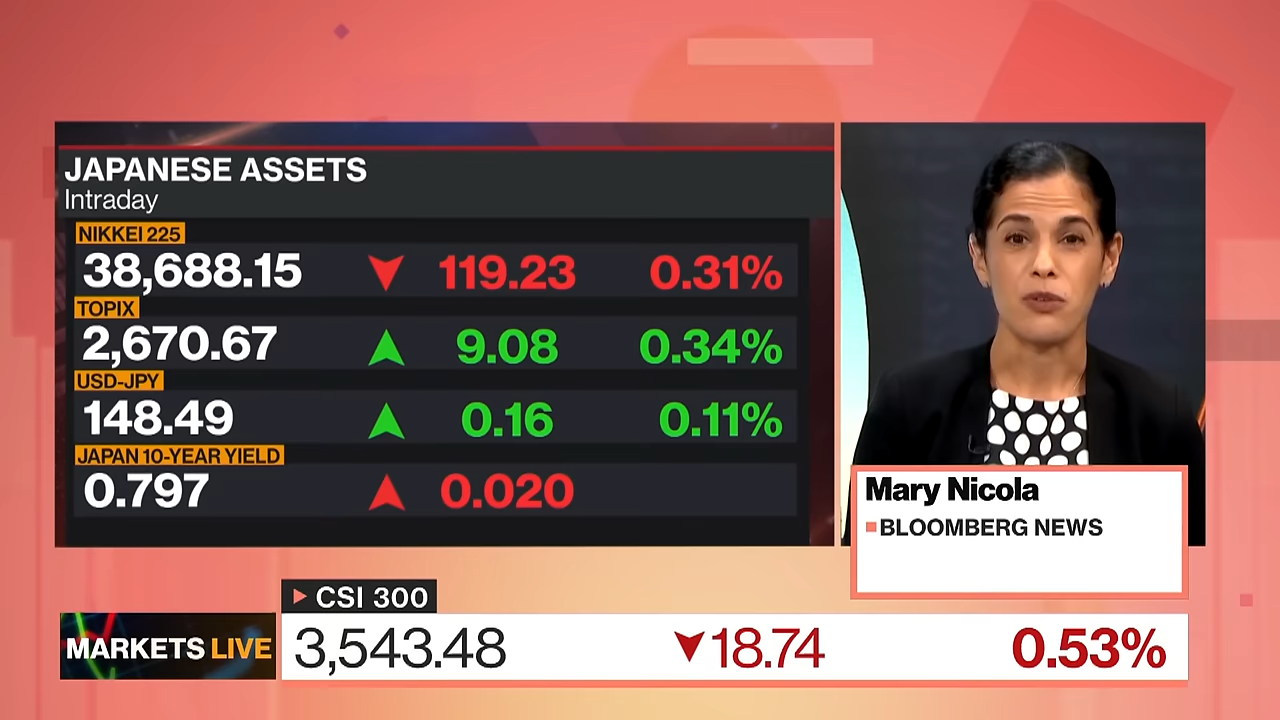 JAPANESE ASSETS
Intraday
NIKKEI 225
38,688.15 ▼ 119.23 0.31%
TOPIX
2,670.67 ▲ 9.08 0.34%
USD-JPY
148.49 ▲ 0.16 0.11%
JAPAN 10-YEAR YIELD
0.797 ▲ 0.020
Mary Nicola
BLOOMBERG NEWS
CSI 300
MARKETS LIVE
3,543.48 ▼18.74 0.53%